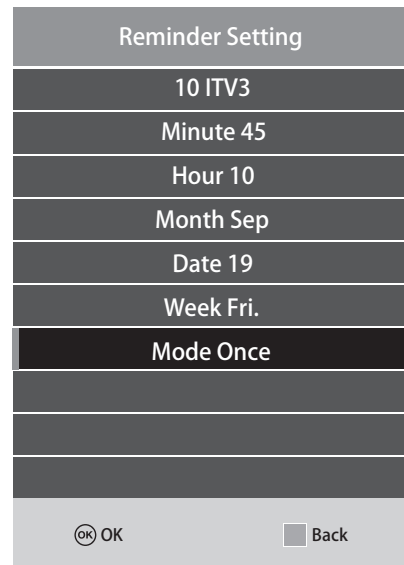 Reminder Setting
10 ITV3
Minute 45
Hour 10
Month Sep
Date 19
Week Fri.
Mode Once
OK OK Back